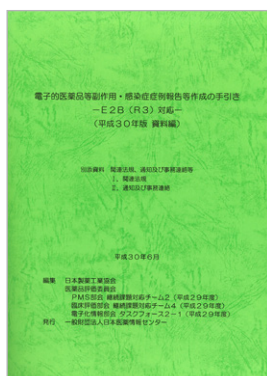 電子的医薬品等副作用・感染症症例報告等作成の手引き
－E2B（R3）対応－
（平成30年版 資料編）
別添資料 関連法規、通知及び事務連絡等
1、関連法規
2、通知及び事務連絡
平成30年6月
編集 日本製薬工業協会
医薬品評価委員会
PMS部会 継続課題対応チーム2（平成29年度）
臨床評価部会 継続課題対応チーム4（平成29年度）
電子化情報部会 タスクフォース2－1（平成29年度）
発行 一般財団法人日本医薬情報センター